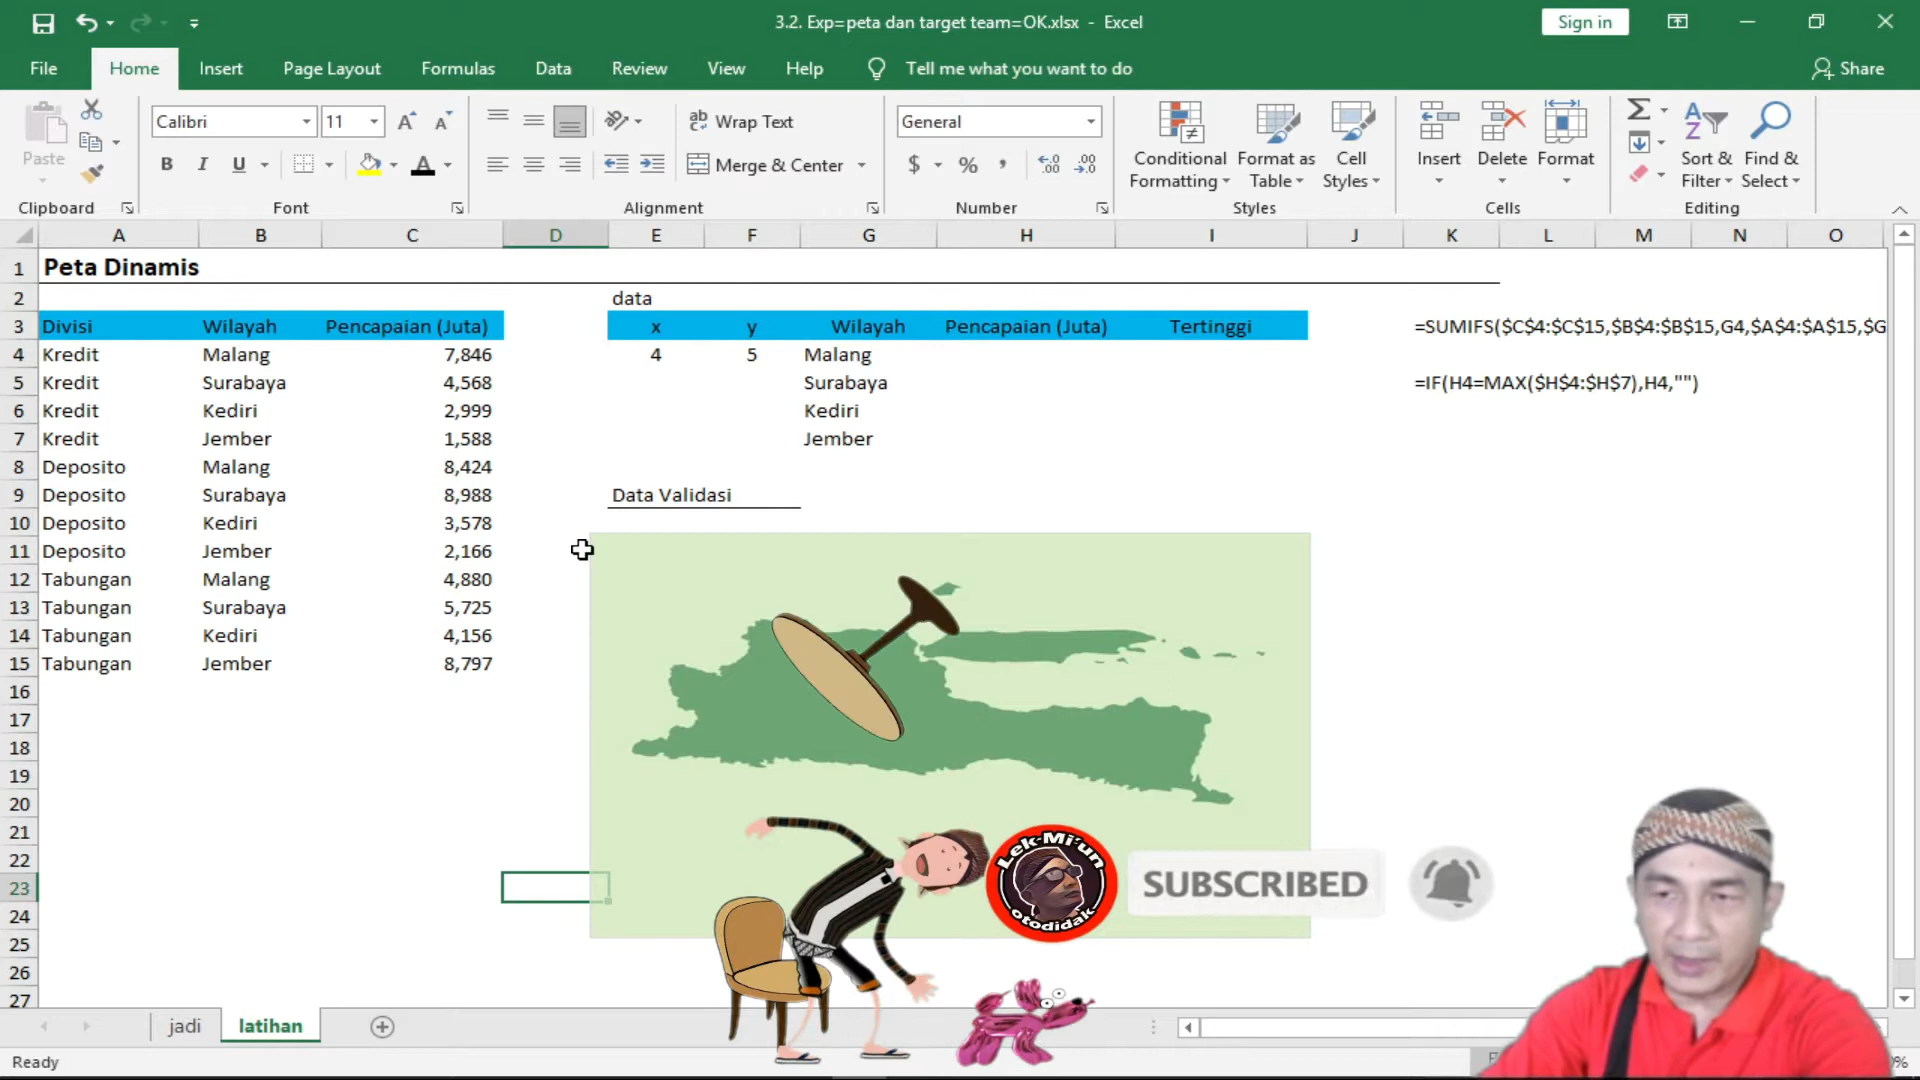 3.2. Exp=peta dan target team=OK.xlsx - Excel
Sign in
File Home Insert Page Layout Formulas Data Review View Help Tell me what you want to do Share
Calibri 11 Wrap Text General
Paste B I U Merge & Center $ % , Conditional Formatting Format as Table Cell Styles Insert Delete Format Sort & Filter Find & Select
Clipboard Font Alignment Number Styles Cells Editing
A B C D E F G H I J K L M N O
1 Peta Dinamis
2 data
3 Divisi Wilayah Pencapaian (Juta) x y Wilayah Pencapaian (Juta) Tertinggi =SUMIFS($C$4:$C$15,$B$4:$B$15,G4,$A$4:$A$15,$G
4 Kredit Malang 7,846 4 5 Malang
5 Kredit Surabaya 4,568 Surabaya =IF(H4=MAX($H$4:$H$7),H4,"")
6 Kredit Kediri 2,999 Kediri
7 Kredit Jember 1,588 Jember
8 Deposito Malang 8,424
9 Deposito Surabaya 8,988 Data Validasi
10 Deposito Kediri 3,578
11 Deposito Jember 2,166
12 Tabungan Malang 4,880
13 Tabungan Surabaya 5,725
14 Tabungan Kediri 4,156
15 Tabungan Jember 8,797
16
17
18
19
20
21
22
23
24
25
26
27
Lek-Mi'un
otodidak
SUBSCRIBED
jadi latihan
Ready